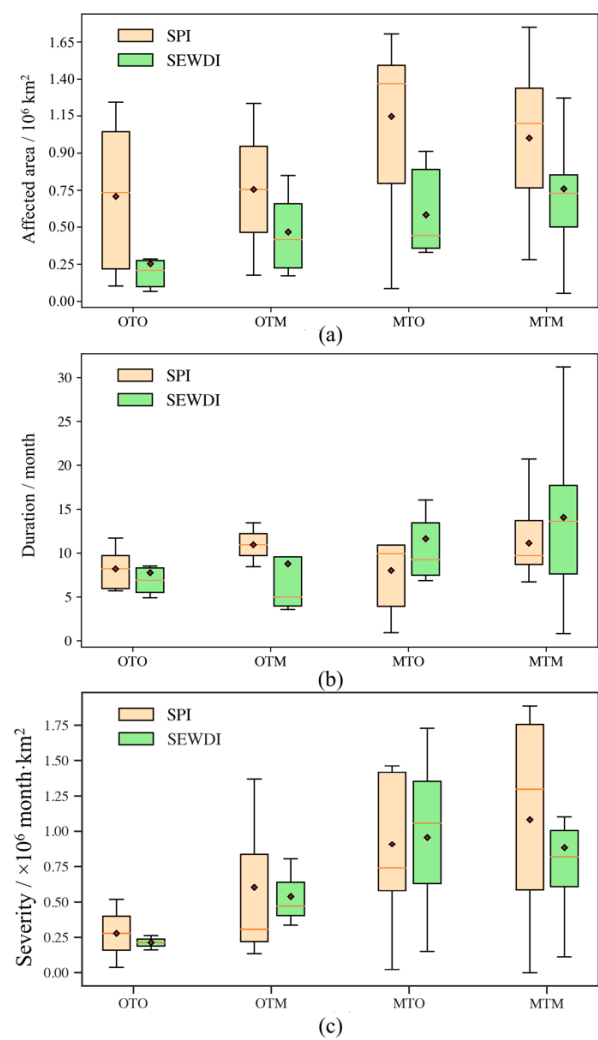 SPI
SEWDI
1.65
1.40
1.15
0.90
0.75
0.50
0.25
0.00
Affected area / 10⁶ km²
OTO OTM MTO MTM
(a)
SPI
SEWDI
30
25
20
15
10
5
0
Duration / month
OTO OTM MTO MTM
(b)
SPI
SEWDI
1.75
1.50
1.25
1.00
0.75
0.50
0.25
0.00
Severity / ×10⁶ month·km²
OTO OTM MTO MTM
(c)